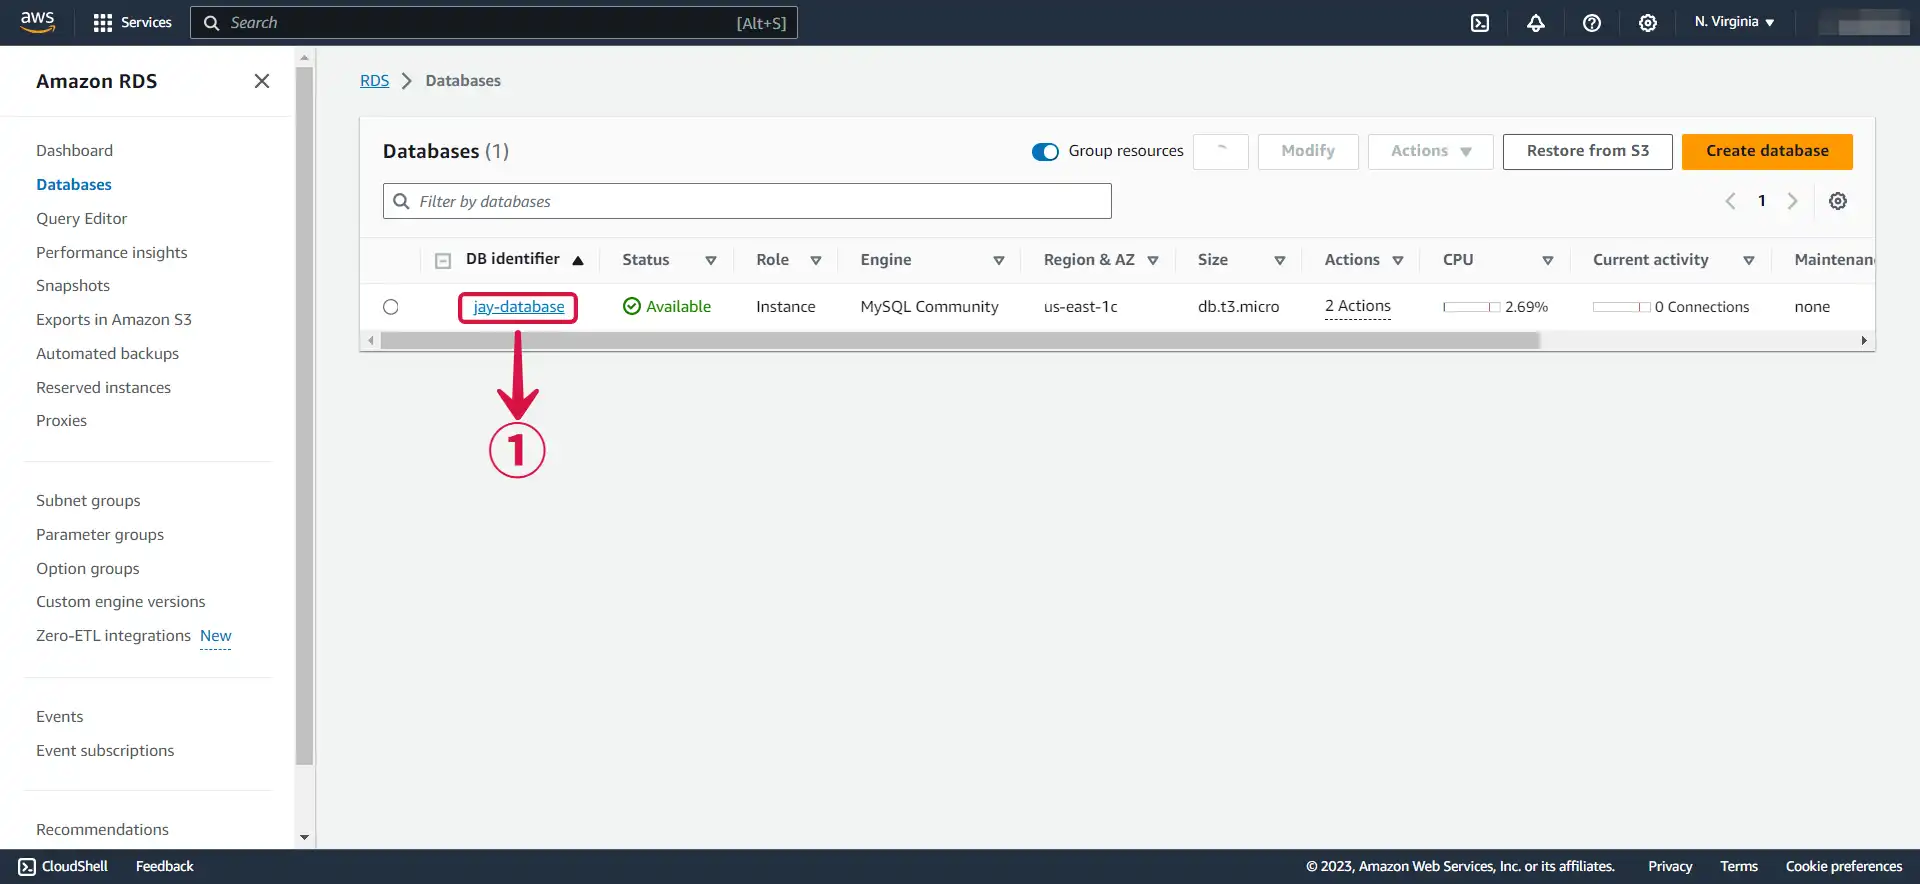 aws Services Search [Alt+S] N. Virginia
Amazon RDS
Dashboard
Databases
Query Editor
Performance insights
Snapshots
Exports in Amazon S3
Automated backups
Reserved instances
Proxies
Subnet groups
Parameter groups
Option groups
Custom engine versions
Zero-ETL integrations New
Events
Event subscriptions
Recommendations
RDS Databases
Databases (1) Group resources Modify Actions Restore from S3 Create database
Filter by databases 1
DB identifier Status Role Engine Region & AZ Size Actions CPU Current activity Maintenan
jay-database Available Instance MySQL Community us-east-1c db.t3.micro 2 Actions 2.69% 0 Connections none
1
CloudShell Feedback © 2023, Amazon Web Services, Inc. or its affiliates. Privacy Terms Cookie preferences